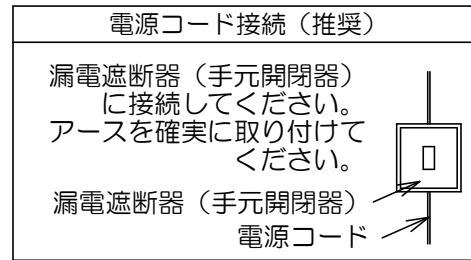 電源コード接続（推奨）
漏電遮断器（手元開閉器）
に接続してください。
アースを確実に取り付けて
ください。
漏電遮断器（手元開閉器）
電源コード